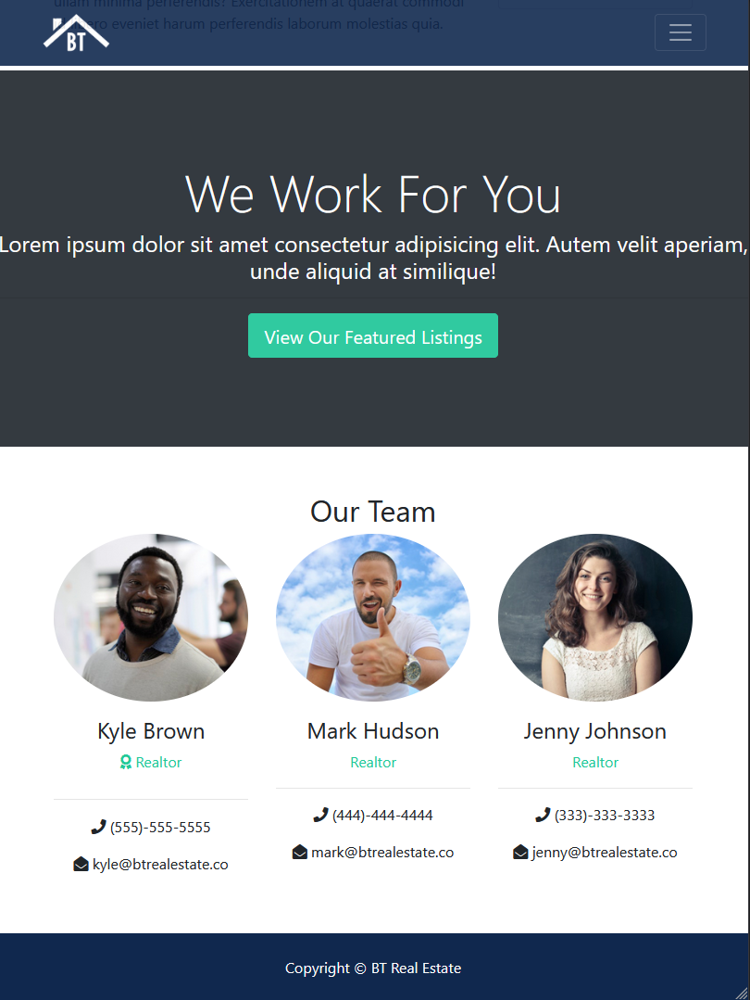 ullam minima perferendis? Exercitationem at quaerat commodi
ero eveniet harum perferendis laborum molestias quia.
BT
We Work For You
Lorem ipsum dolor sit amet consectetur adipisicing elit. Autem velit aperiam,
unde aliquid at similique!
View Our Featured Listings
Our Team
Kyle Brown
Mark Hudson
Jenny Johnson
Realtor
Realtor
Realtor
(555)-555-5555
(444)-444-4444
(333)-333-3333
kyle@btrealestate.co
mark@btrealestate.co
jenny@btrealestate.co
Copyright © BT Real Estate